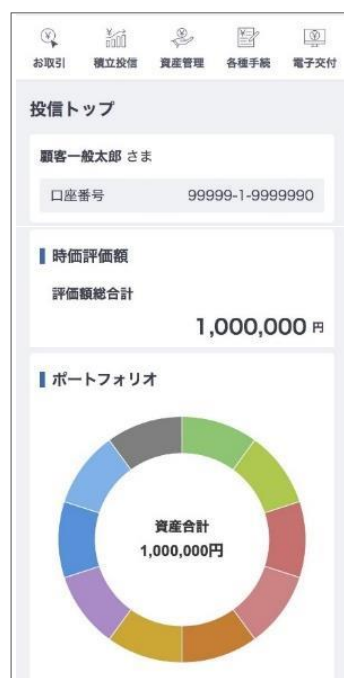 お取引 積立投信 資産管理 各種手続 電子交付
投信トップ
顧客一般太郎 さま
口座番号 99999-1-9999990
時価評価額
評価額総合計
1,000,000 円
ポートフォリオ
資産合計
1,000,000円